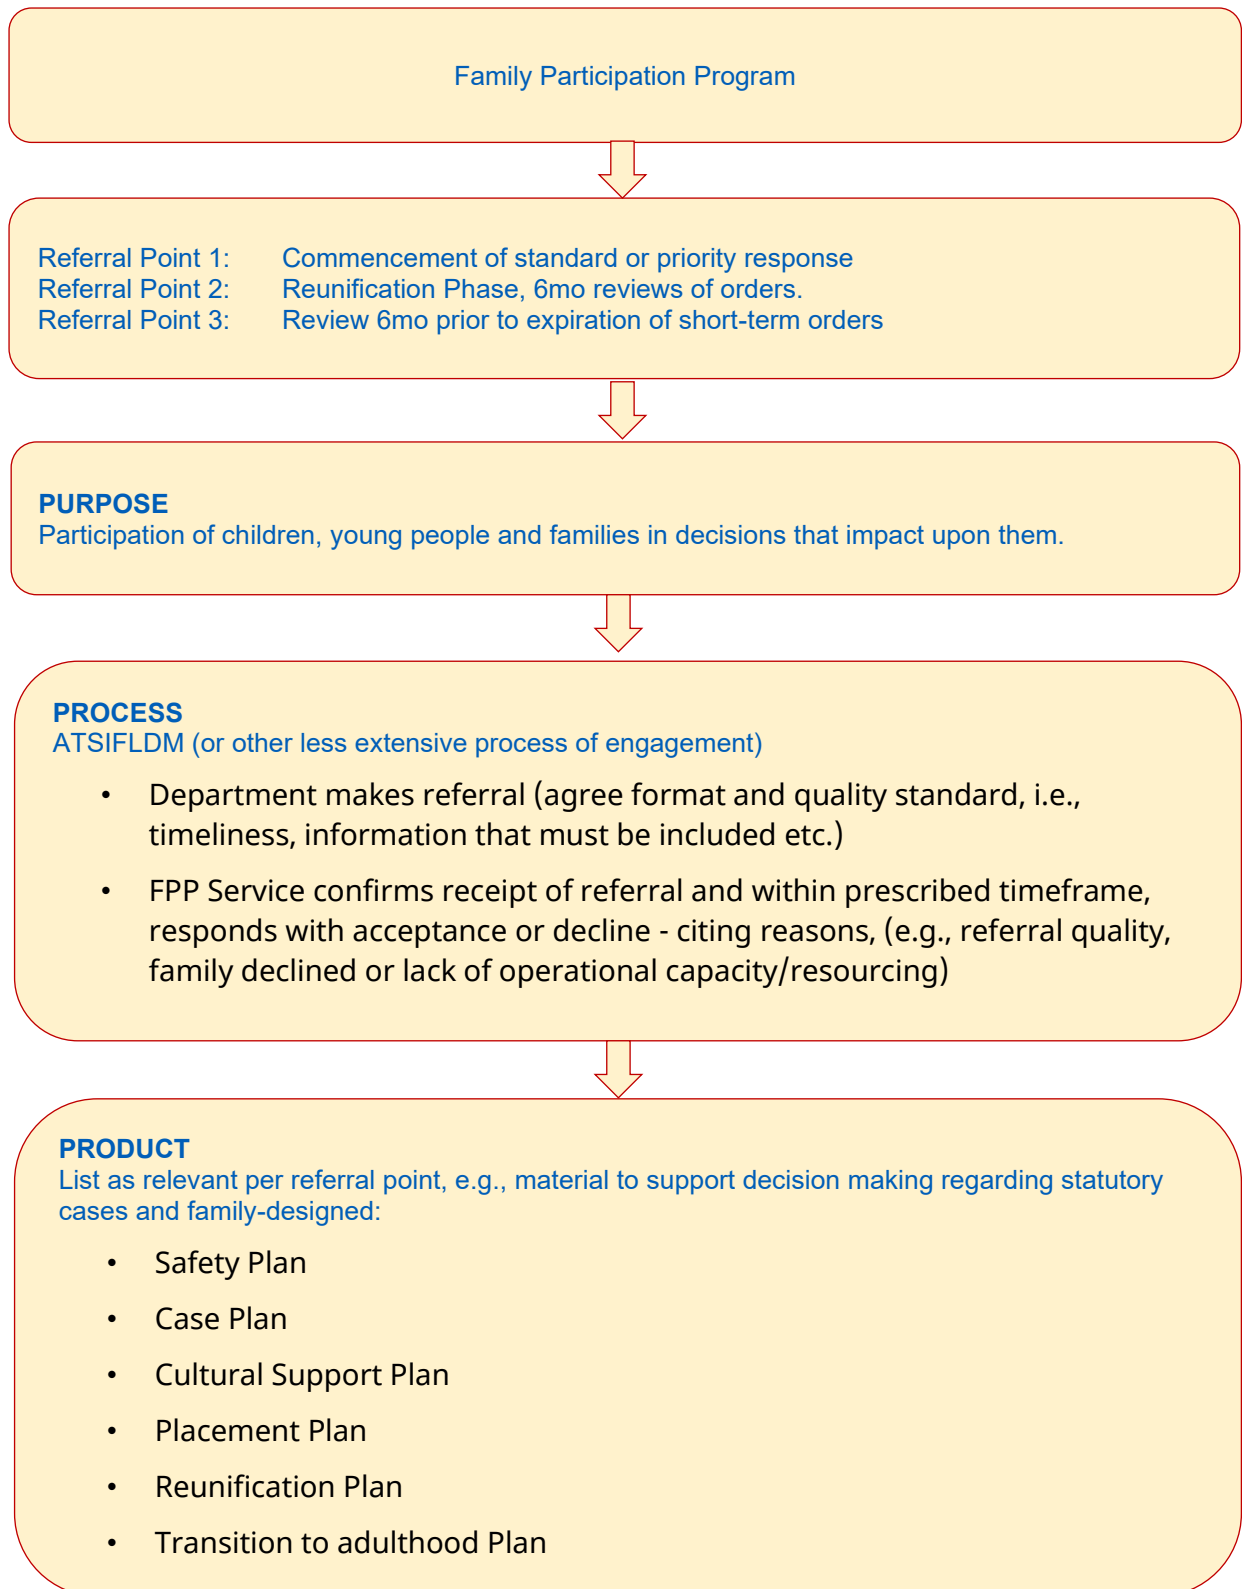 Family Participation Program
Referral Point 1: Commencement of standard or priority response
Referral Point 2: Reunification Phase, 6mo reviews of orders.
Referral Point 3: Review 6mo prior to expiration of short-term orders
PURPOSE
Participation of children, young people and families in decisions that impact upon them.
PROCESS
ATSIFLDM (or other less extensive process of engagement)
• Department makes referral (agree format and quality standard, i.e.,
timeliness, information that must be included etc.)
• FPP Service confirms receipt of referral and within prescribed timeframe,
responds with acceptance or decline - citing reasons, (e.g., referral quality,
family declined or lack of operational capacity/resourcing)
PRODUCT
List as relevant per referral point, e.g., material to support decision making regarding statutory
cases and family-designed:
• Safety Plan
• Case Plan
• Cultural Support Plan
• Placement Plan
• Reunification Plan
• Transition to adulthood Plan